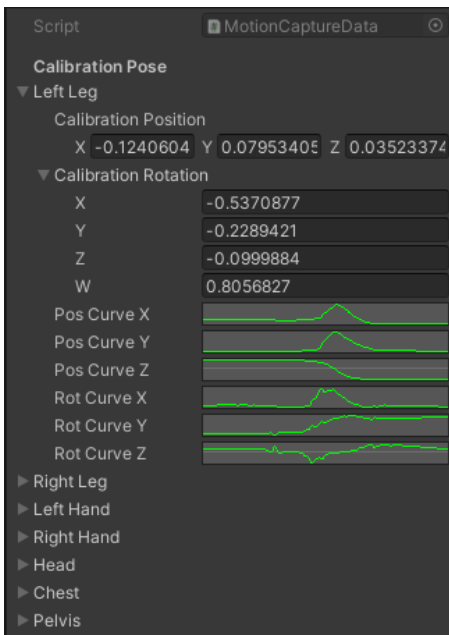 Script MotionCaptureData
Calibration Pose
Left Leg
Calibration Position
X -0.1240604 Y 0.07953405 Z 0.03523374
Calibration Rotation
X -0.5370877
Y -0.2289421
Z -0.0999884
W 0.8056827
Pos Curve X
Pos Curve Y
Pos Curve Z
Rot Curve X
Rot Curve Y
Rot Curve Z
Right Leg
Left Hand
Right Hand
Head
Chest
Pelvis